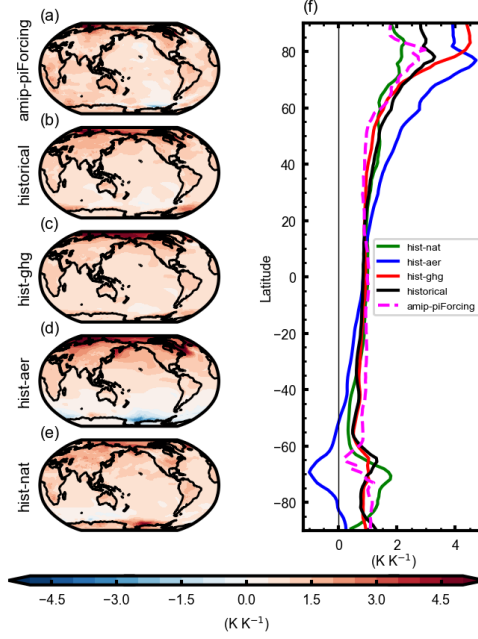 (a)
amip-piForcing
(b)
historical
(c)
hist-ghg
(d)
hist-aer
(e)
hist-nat
(f)
Latitude
80
60
40
20
0
−20
−40
−60
−80
hist-nat
hist-aer
hist-ghg
historical
amip-piForcing
0 2 4
(K K⁻¹)
−4.5 −3.0 −1.5 0.0 1.5 3.0 4.5
(K K⁻¹)